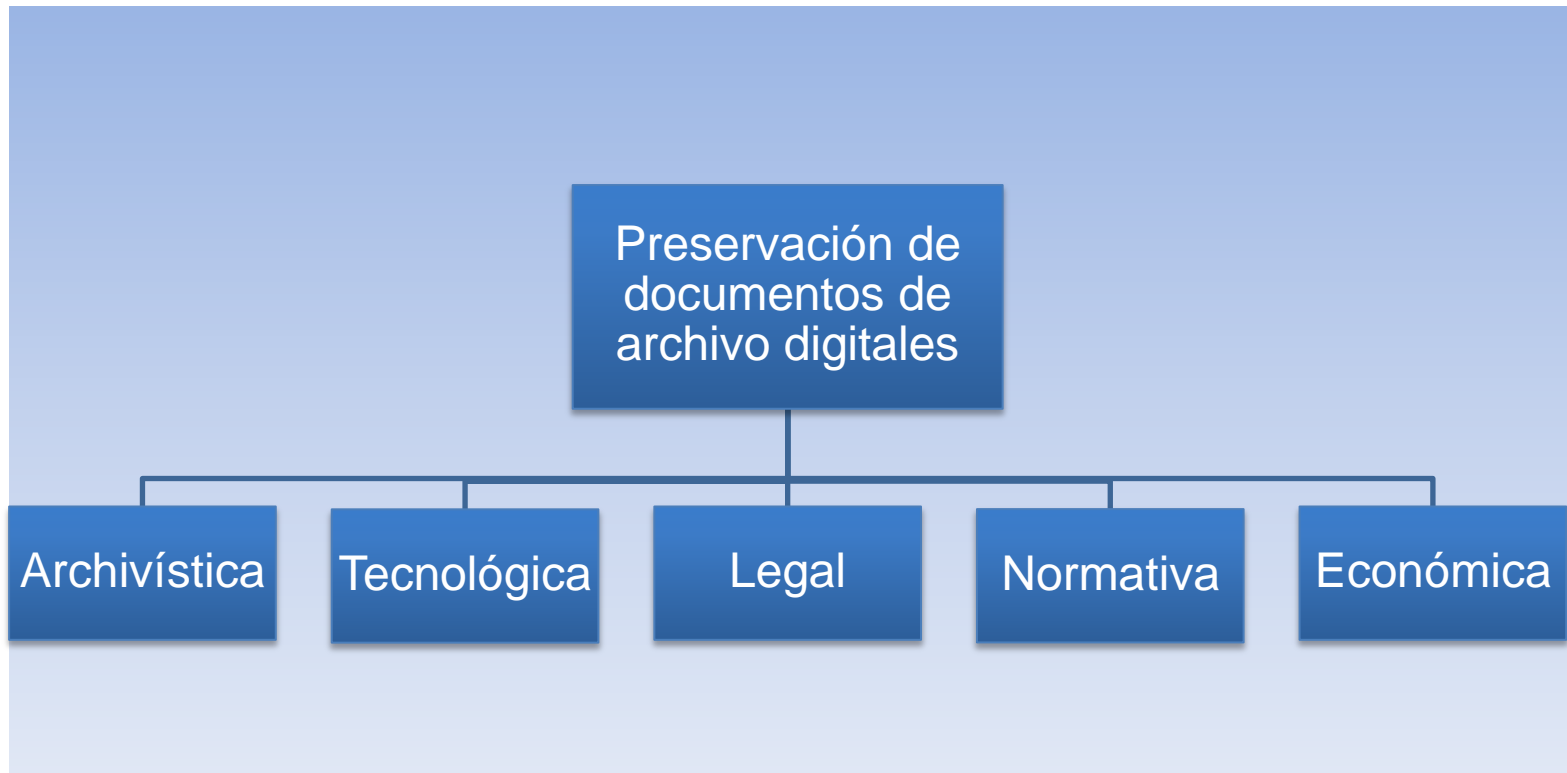 Preservación de
documentos de
archivo digitales
Archivística
Tecnológica
Legal
Normativa
Económica